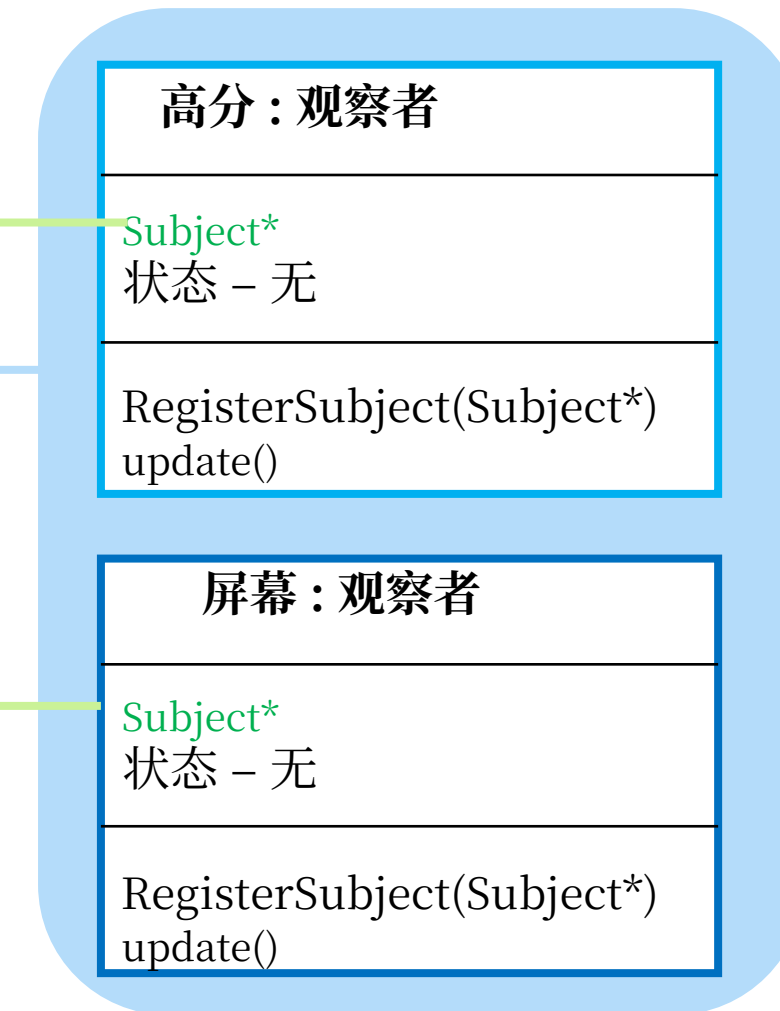 高分 : 观察者
Subject*
状态 – 无
RegisterSubject(Subject*)
update()
屏幕 : 观察者
Subject*
状态 – 无
RegisterSubject(Subject*)
update()